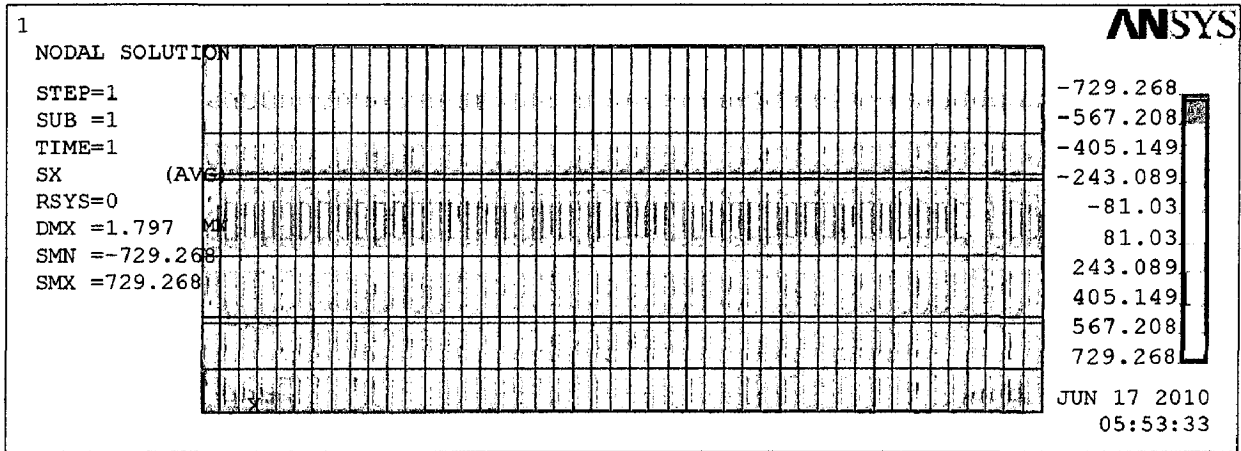 1
ANSYS
NODAL SOLUTION
STEP=1
SUB =1
TIME=1
SX (AVG)
RSYS=0
DMX =1.797
SMN =-729.268
SMX =729.268
MN
X
-729.268
-567.208
-405.149
-243.089
-81.03
81.03
243.089
405.149
567.208
729.268
JUN 17 2010
05:53:33